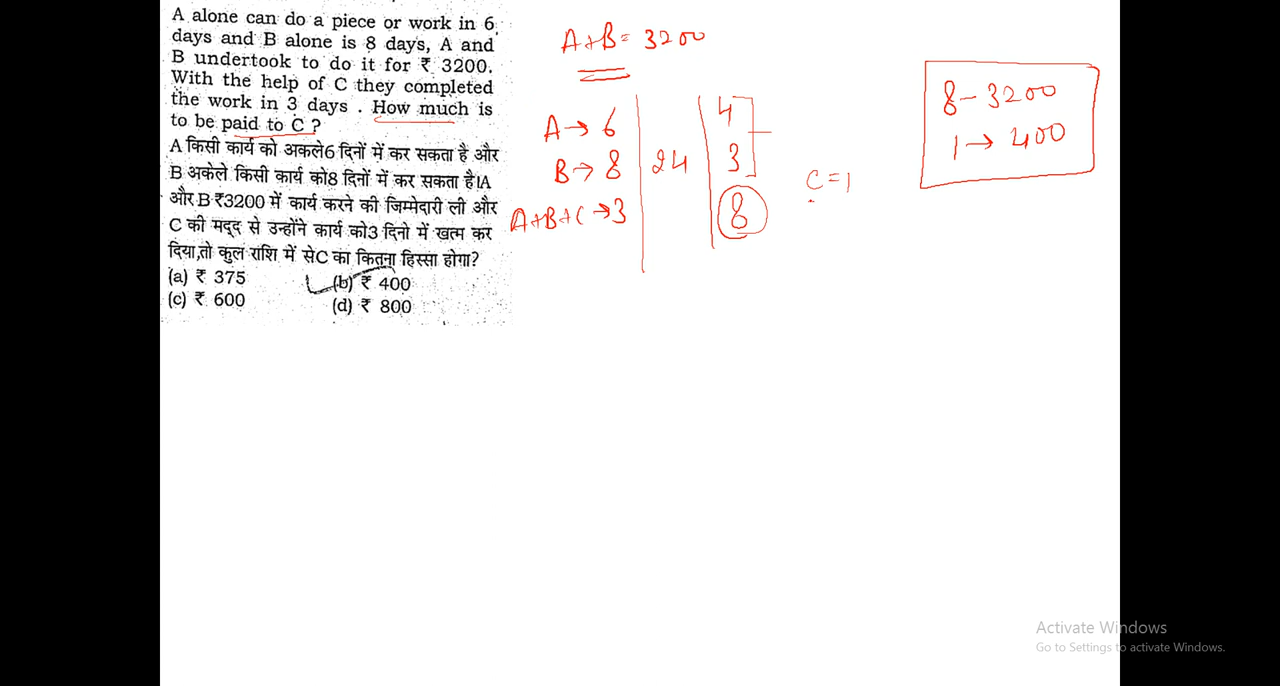 A alone can do a piece or work in 6
days and B alone is 8 days, A and
B undertook to do it for ₹ 3200.
With the help of C they completed
the work in 3 days . How much is
to be paid to C ?
A किसी कार्य को अकले6 दिनों में कर सकता है और
B अकेले किसी कार्य को8 दिनों में कर सकता है।A
और B ₹3200 में कार्य करने की जिम्मेदारी ली और
C की मद्द से उन्होंने कार्य को3 दिनो में खत्म कर
दिया,तो कुल राशि में सेC का कितना हिस्सा होगा?
(a) ₹ 375 (b) ₹ 400
(c) ₹ 600 (d) ₹ 800
A+B = 3200
A → 6 4
B → 8 24 3
A+B+C → 3 8
C = 1
8 - 3200
1 → 400
Activate Windows
Go to Settings to activate Windows.